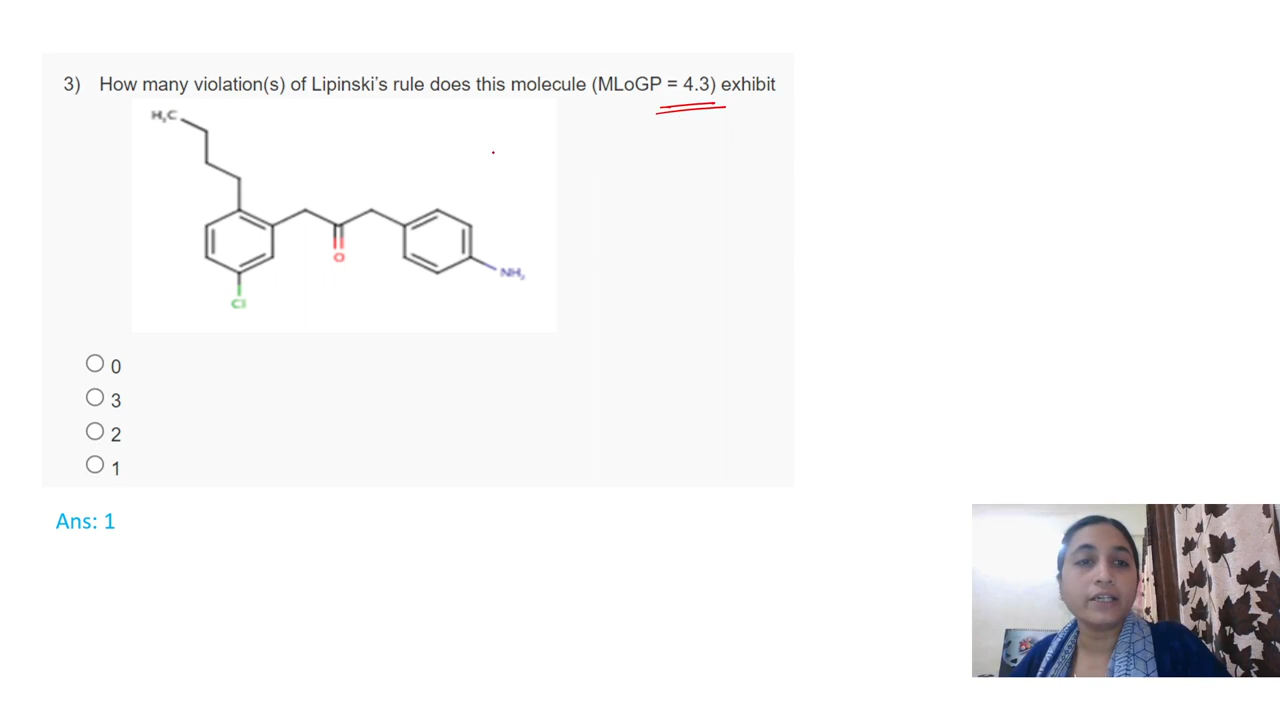 3) How many violation(s) of Lipinski's rule does this molecule (MLoGP = 4.3) exhibit
H₃C
O
NH₂
Cl
0
3
2
1
Ans: 1